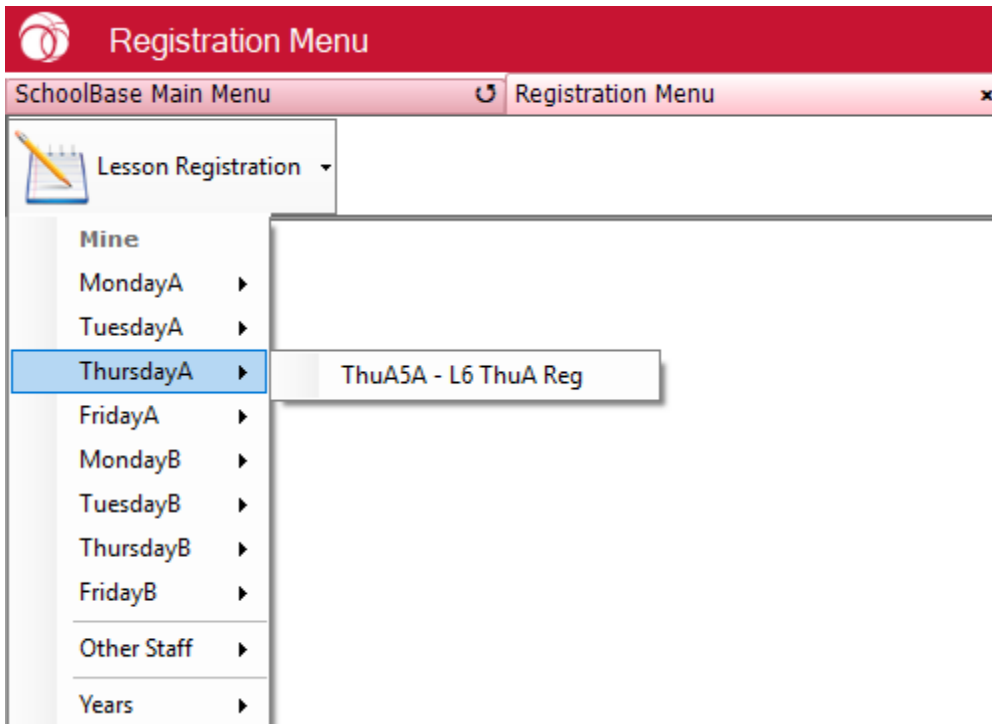 Registration Menu
SchoolBase Main Menu
Registration Menu
Lesson Registration
Mine
MondayA
TuesdayA
ThursdayA
ThuA5A - L6 ThuA Reg
FridayA
MondayB
TuesdayB
ThursdayB
FridayB
Other Staff
Years